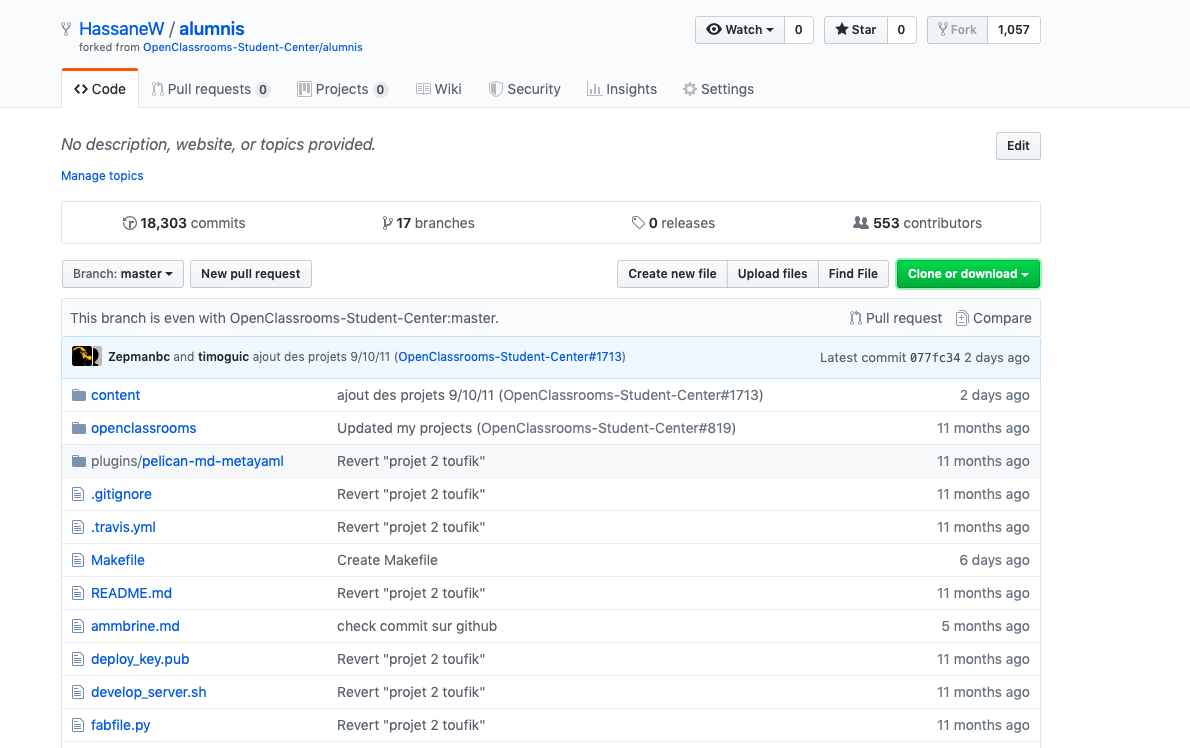 HassaneW / alumnis
Watch 0 Star 0 Fork 1,057
forked from OpenClassrooms-Student-Center/alumnis
Code Pull requests 0 Projects 0 Wiki Security Insights Settings
No description, website, or topics provided.
Edit
Manage topics
18,303 commits 17 branches 0 releases 553 contributors
Branch: master New pull request Create new file Upload files Find File Clone or download
This branch is even with OpenClassrooms-Student-Center:master. Pull request Compare
Zepmanbc and timoguic ajout des projets 9/10/11 (OpenClassrooms-Student-Center#1713) Latest commit 077fc34 2 days ago
content ajout des projets 9/10/11 (OpenClassrooms-Student-Center#1713) 2 days ago
openclassrooms Updated my projects (OpenClassrooms-Student-Center#819) 11 months ago
plugins/pelican-md-metayaml Revert "projet 2 toufik" 11 months ago
.gitignore Revert "projet 2 toufik" 11 months ago
.travis.yml Revert "projet 2 toufik" 11 months ago
Makefile Create Makefile 6 days ago
README.md Revert "projet 2 toufik" 11 months ago
ammbrine.md check commit sur github 5 months ago
deploy_key.pub Revert "projet 2 toufik" 11 months ago
develop_server.sh Revert "projet 2 toufik" 11 months ago
fabfile.py Revert "projet 2 toufik" 11 months ago